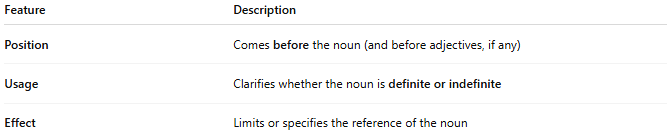 Feature Description
Position Comes before the noun (and before adjectives, if any)
Usage Clarifies whether the noun is definite or indefinite
Effect Limits or specifies the reference of the noun